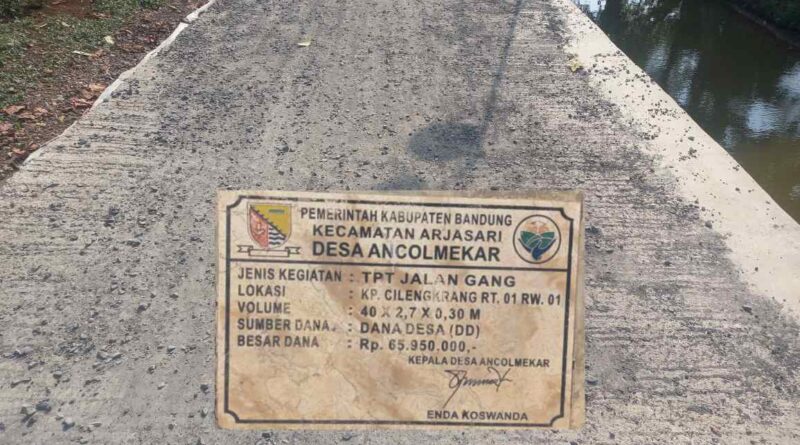 PEMERINTAH KABUPATEN BANDUNG
KECAMATAN ARJASARI
DESA ANCOLMEKAR
JENIS KEGIATAN : TPT JALAN GANG
LOKASI : KP. CILENGKRANG RT. 01 RW. 01
VOLUME : 40 X 2,7 X 0,30 M
SUMBER DANA : DANA DESA (DD)
BESAR DANA : Rp. 65.950.000,-
KEPALA DESA ANCOLMEKAR
ENDA KOSWANDA